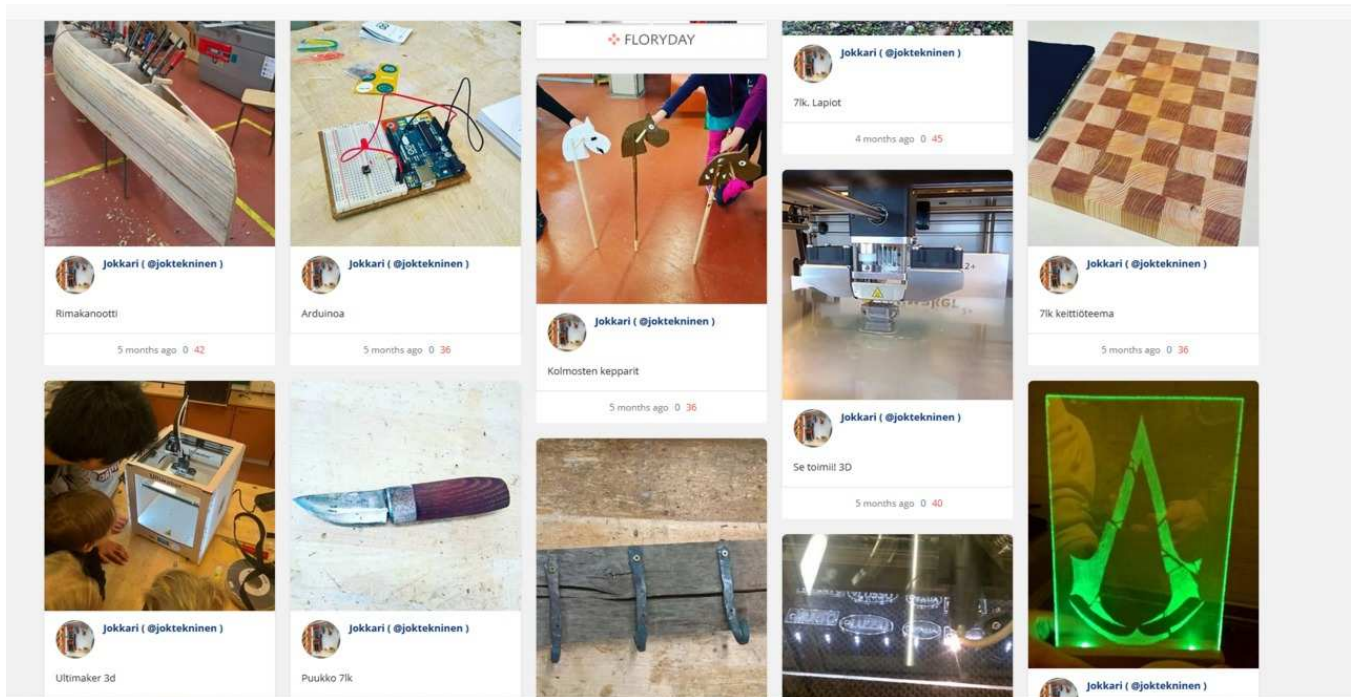 Jokkari ( @joktekninen )
Rimakanootti
5 months ago 0 42
Jokkari ( @joktekninen )
Ultimaker 3d
Jokkari ( @joktekninen )
Arduinoa
5 months ago 0 36
Jokkari ( @joktekninen )
Puukko 7lk
FLORYDAY
Jokkari ( @joktekninen )
Kolmosten kepparit
5 months ago 0 36
Jokkari ( @joktekninen )
7lk. Lapiot
4 months ago 0 45
2+
Jokkari ( @joktekninen )
Se toimii! 3D
5 months ago 0 40
Jokkari ( @joktekninen )
7lk keittiöteema
5 months ago 0 36
Jokkari ( @joktekninen )